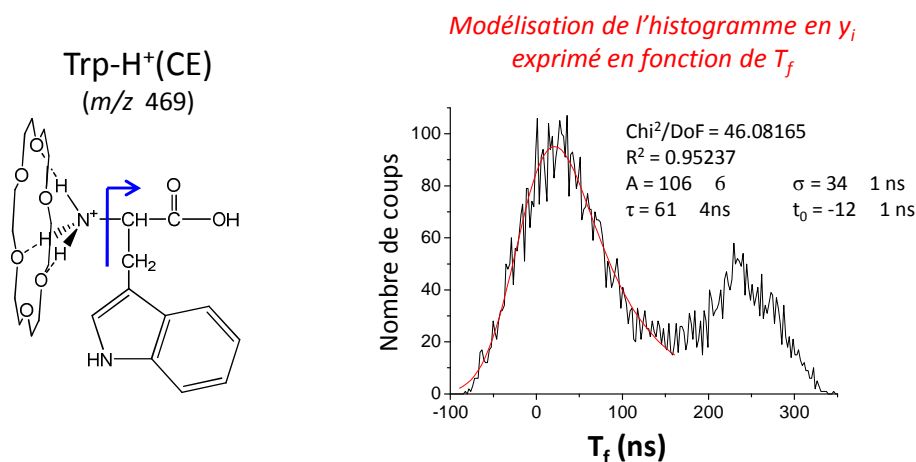 Modélisation de l'histogramme en yi
exprimé en fonction de Tf
Trp-H+(CE)
(m/z 469)
O
H
O
O
N+
H
H
O
O
O
CH
C
O
OH
CH2
HN
Nombre de coups
100
80
60
40
20
0
-100
0
100
200
300
Tf (ns)
Chi2/DoF = 46.08165
R2 = 0.95237
A = 106 6 σ = 34 1 ns
τ = 61 4ns t0 = -12 1 ns